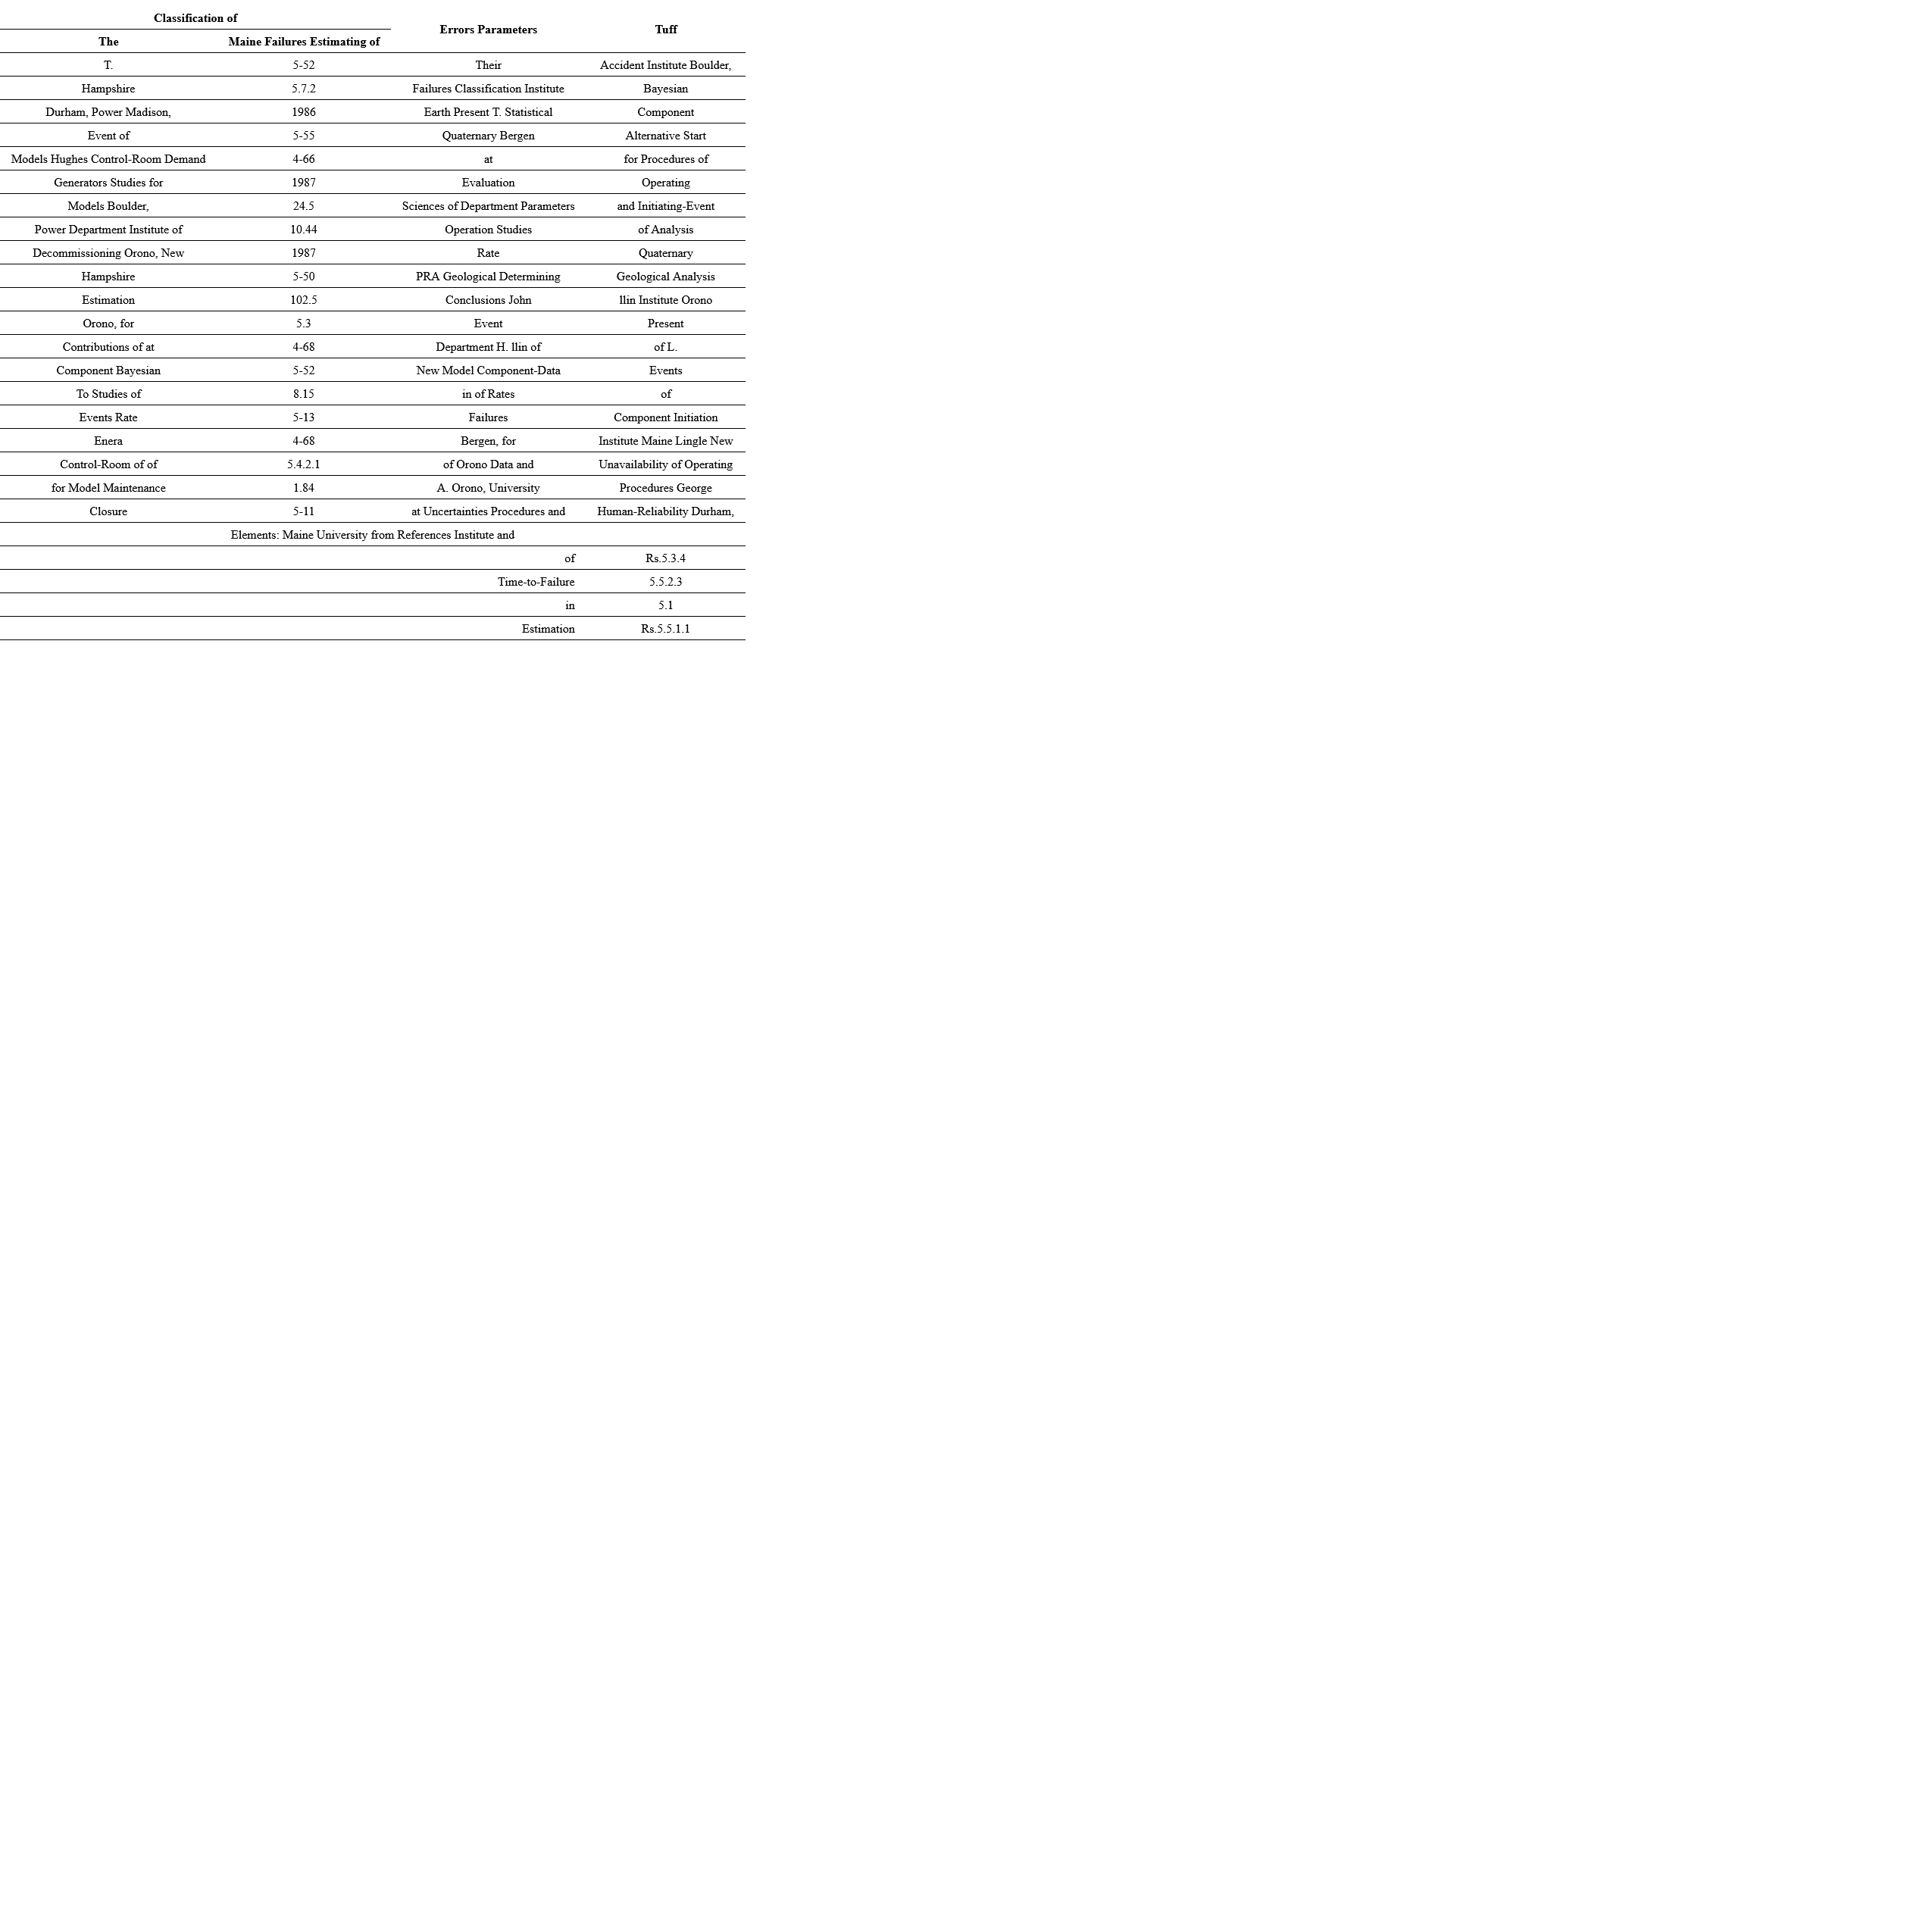 Classification of Errors Parameters Tuff
The Maine Failures Estimating of
T. 5-52 Their Accident Institute Boulder,
Hampshire 5.7.2 Failures Classification Institute Bayesian
Durham, Power Madison, 1986 Earth Present T. Statistical Component
Event of 5-55 Quaternary Bergen Alternative Start
Models Hughes Control-Room Demand 4-66 at for Procedures of
Generators Studies for 1987 Evaluation Operating
Models Boulder, 24.5 Sciences of Department Parameters and Initiating-Event
Power Department Institute of 10.44 Operation Studies of Analysis
Decommissioning Orono, New 1987 Rate Quaternary
Hampshire 5-50 PRA Geological Determining Geological Analysis
Estimation 102.5 Conclusions John llin Institute Orono
Orono, for 5.3 Event Present
Contributions of at 4-68 Department H. llin of of L.
Component Bayesian 5-52 New Model Component-Data Events
To Studies of 8.15 in of Rates of
Events Rate 5-13 Failures Component Initiation
Enera 4-68 Bergen, for Institute Maine Lingle New
Control-Room of of 5.4.2.1 of Orono Data and Unavailability of Operating
for Model Maintenance 1.84 A. Orono, University Procedures George
Closure 5-11 at Uncertainties Procedures and Human-Reliability Durham,
Elements: Maine University from References Institute and
of Rs.5.3.4
Time-to-Failure 5.5.2.3
in 5.1
Estimation Rs.5.5.1.1